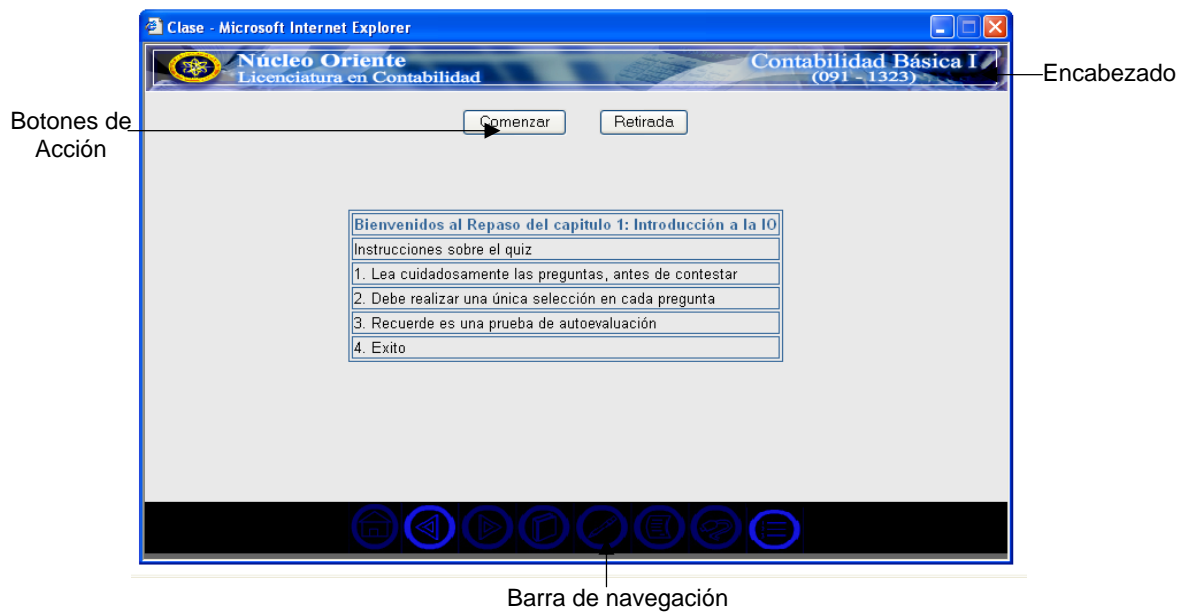 Clase - Microsoft Internet Explorer
Núcleo Oriente
Licenciatura en Contabilidad
Contabilidad Básica I
(091 - 1323)
Encabezado
Botones de
Acción
Comenzar
Retirada
Bienvenidos al Repaso del capitulo 1: Introducción a la IO
Instrucciones sobre el quiz
1. Lea cuidadosamente las preguntas, antes de contestar
2. Debe realizar una única selección en cada pregunta
3. Recuerde es una prueba de autoevaluación
4. Exito
Barra de navegación